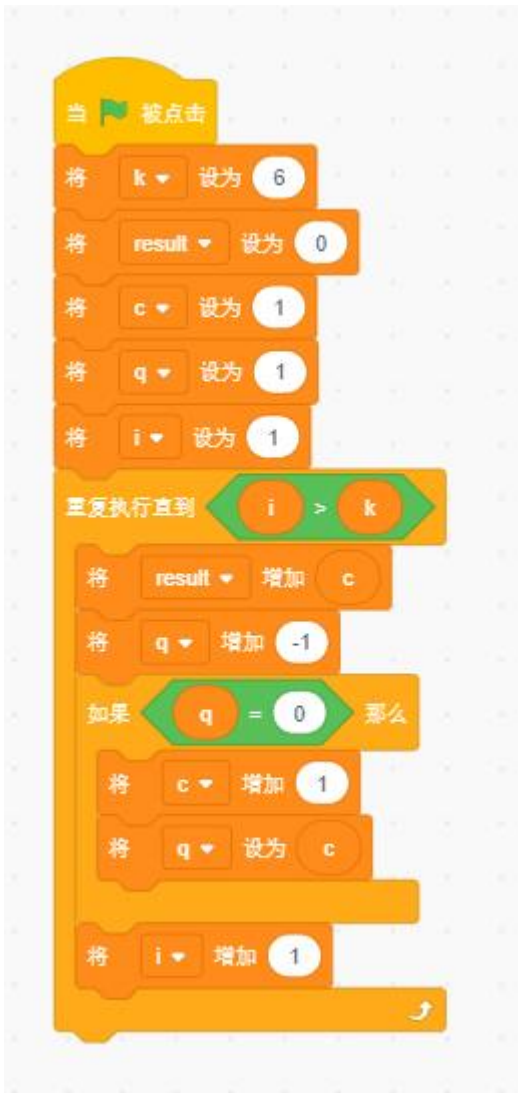 当 被点击
将 k 设为 6
将 result 设为 0
将 c 设为 1
将 q 设为 1
将 i 设为 1
重复执行直到 i > k
将 result 增加 c
将 q 增加 -1
如果 q = 0 那么
将 c 增加 1
将 q 设为 c
将 i 增加 1